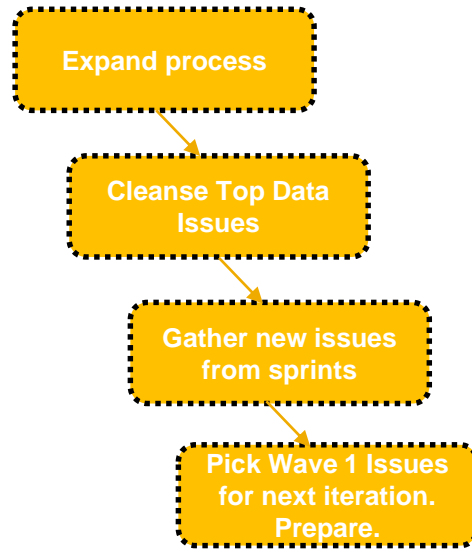 Expand process
Cleanse Top Data
Issues
Gather new issues
from sprints
Pick Wave 1 Issues
for next iteration.
Prepare.